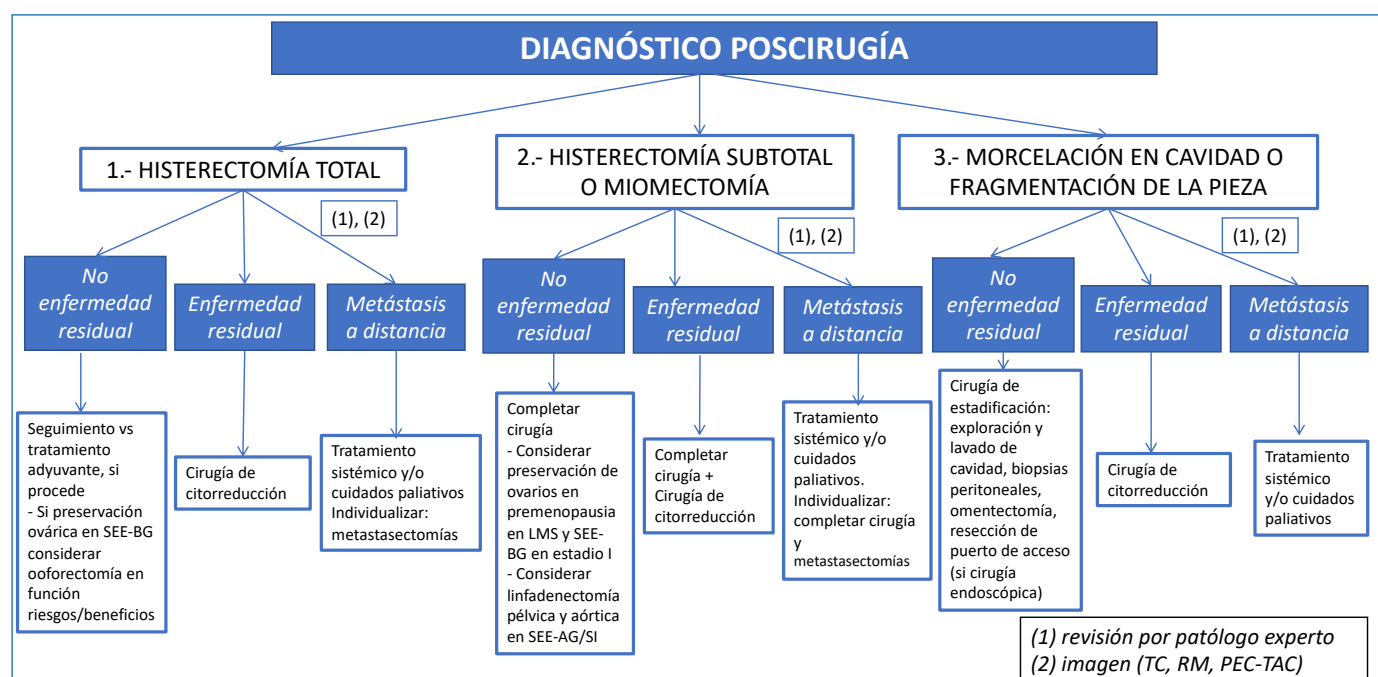 DIAGNÓSTICO POSCIRUGÍA
1.- HISTERECTOMÍA TOTAL
(1), (2)
No
enfermedad
residual
Enfermedad
residual
Metástasis
a distancia
Seguimiento vs
tratamiento
adyuvante, si
procede
- Si preservación
ovárica en SEE-BG
considerar
ooforectomía en
función
riesgos/beneficios
Cirugía de
citorreducción
Tratamiento
sistémico y/o
cuidados paliativos
Individualizar:
metastasectomías
2.- HISTERECTOMÍA SUBTOTAL
O MIOMECTOMÍA
(1), (2)
No
enfermedad
residual
Enfermedad
residual
Metástasis
a distancia
Completar
cirugía
- Considerar
preservación de
ovarios en
premenopausia
en LMS y SEE-
BG en estadio I
- Considerar
linfadenectomía
pélvica y aórtica
en SEE-AG/SI
Completar
cirugía +
Cirugía de
citorreducción
Tratamiento
sistémico y/o
cuidados
paliativos.
Individualizar:
completar cirugía
y
metastasectomías
3.- MORCELACIÓN EN CAVIDAD O
FRAGMENTACIÓN DE LA PIEZA
(1), (2)
No
enfermedad
residual
Enfermedad
residual
Metástasis
a distancia
Cirugía de
estadificación:
exploración y
lavado de
cavidad, biopsias
peritoneales,
omentectomía,
resección de
puerto de acceso
(si cirugía
endoscópica)
Cirugía de
citorreducción
Tratamiento
sistémico
y/o cuidados
paliativos
(1) revisión por patólogo experto
(2) imagen (TC, RM, PEC-TAC)